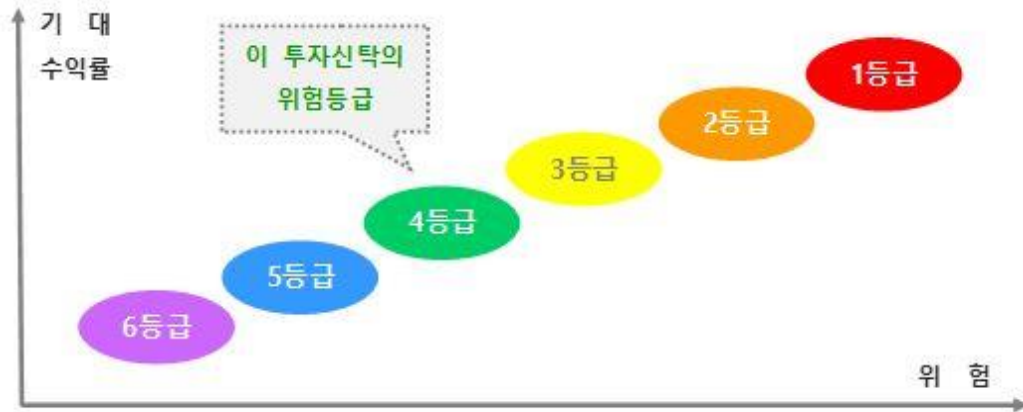 기 대
수익률
이 투자신탁의
위험등급
1등급
2등급
3등급
4등급
5등급
6등급
위 험